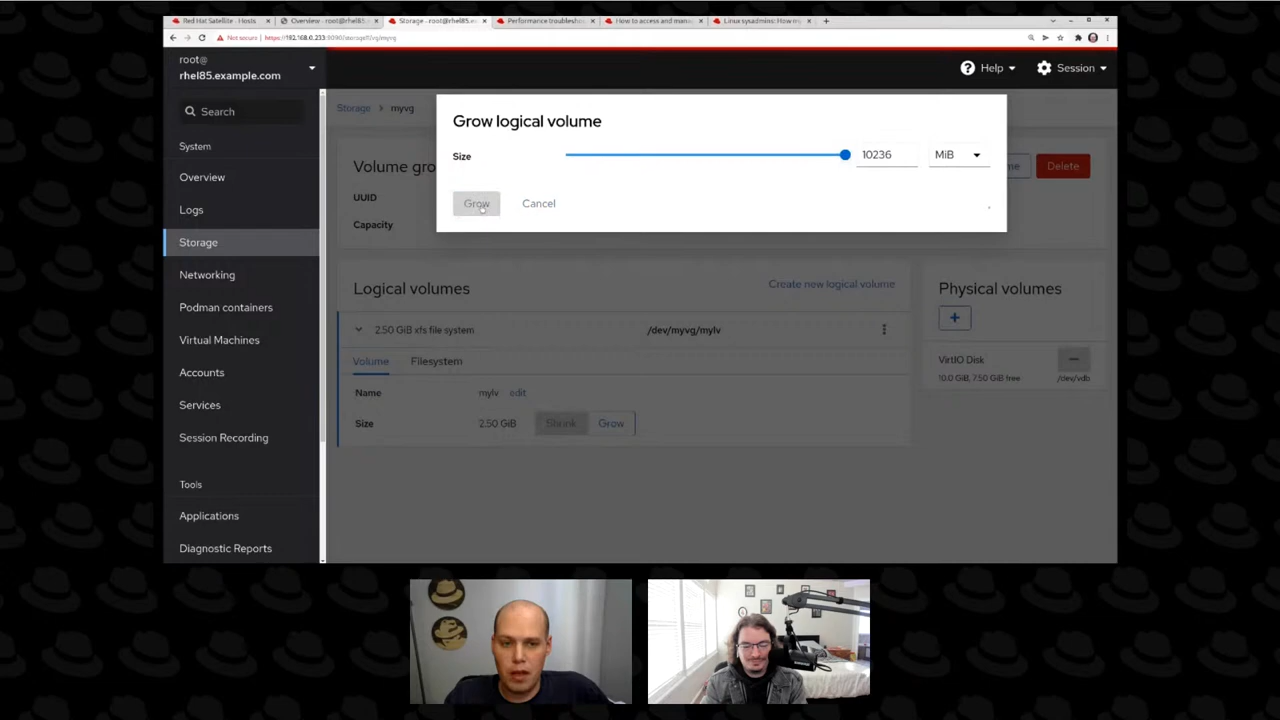 Red Hat Satellite - Hosts
Overview - root@rhel85.
Storage - root@rhel85.e
Performance troublesh
How to access and mana
Linux sysadmins: How m
Not secure | https://192.168.0.233:9090/storage#/vg/myvg
root@
rhel85.example.com
Help
Session
Search
System
Overview
Logs
Storage
Networking
Podman containers
Virtual Machines
Accounts
Services
Session Recording
Tools
Applications
Diagnostic Reports
Storage > myvg
Volume gro
me
Delete
UUID
Capacity
Grow logical volume
Size
10236
MiB
Grow
Cancel
Logical volumes
Create new logical volume
2.50 GiB xfs file system
/dev/myvg/mylv
Volume
Filesystem
Name
mylv
edit
Size
2.50 GiB
Shrink
Grow
Physical volumes
VirtIO Disk
10.0 GiB, 7.50 GiB free
/dev/vdb